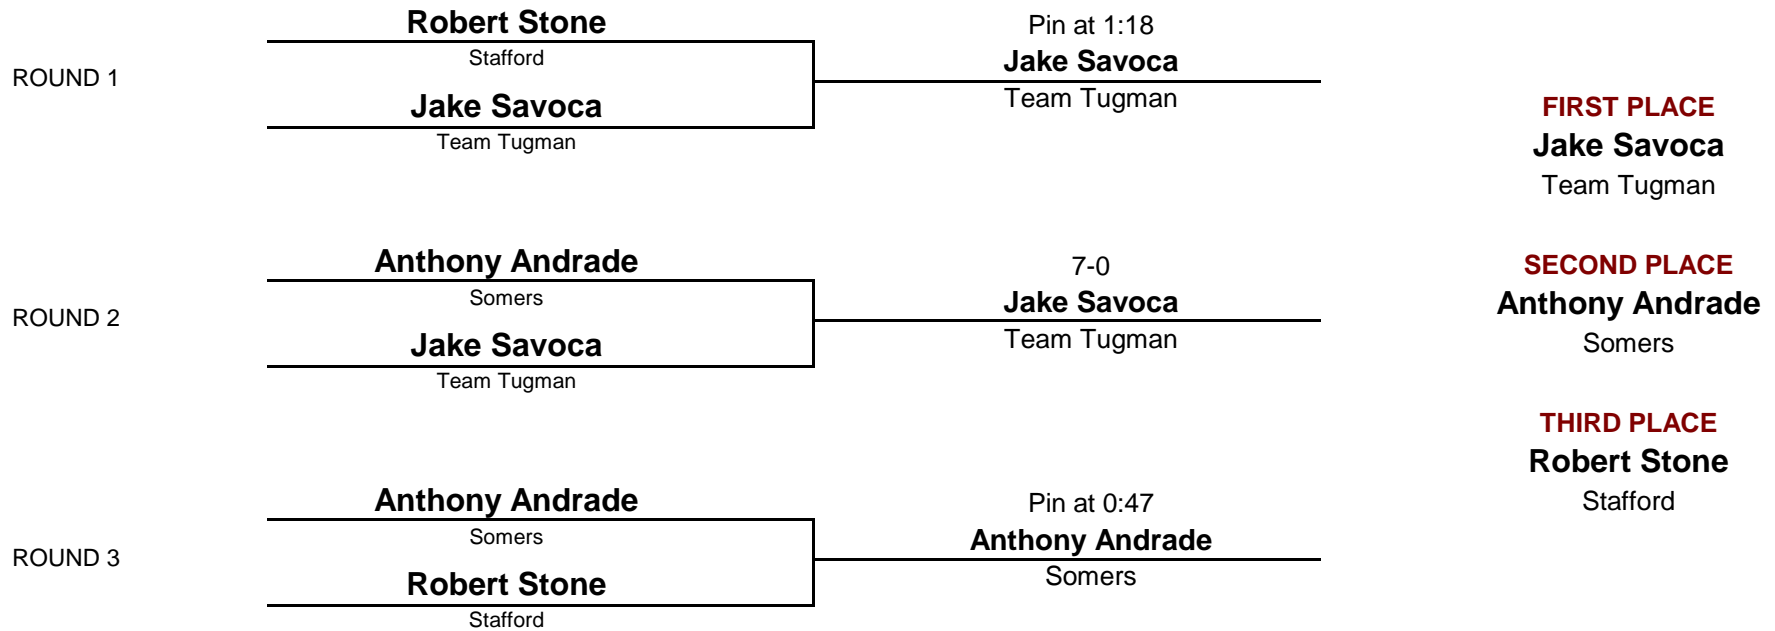 ROUND 1
Robert Stone
Stafford
Jake Savoca
Team Tugman
Pin at 1:18
Jake Savoca
Team Tugman
ROUND 2
Anthony Andrade
Somers
Jake Savoca
Team Tugman
7-0
Jake Savoca
Team Tugman
ROUND 3
Anthony Andrade
Somers
Robert Stone
Stafford
Pin at 0:47
Anthony Andrade
Somers
FIRST PLACE
Jake Savoca
Team Tugman
SECOND PLACE
Anthony Andrade
Somers
THIRD PLACE
Robert Stone
Stafford